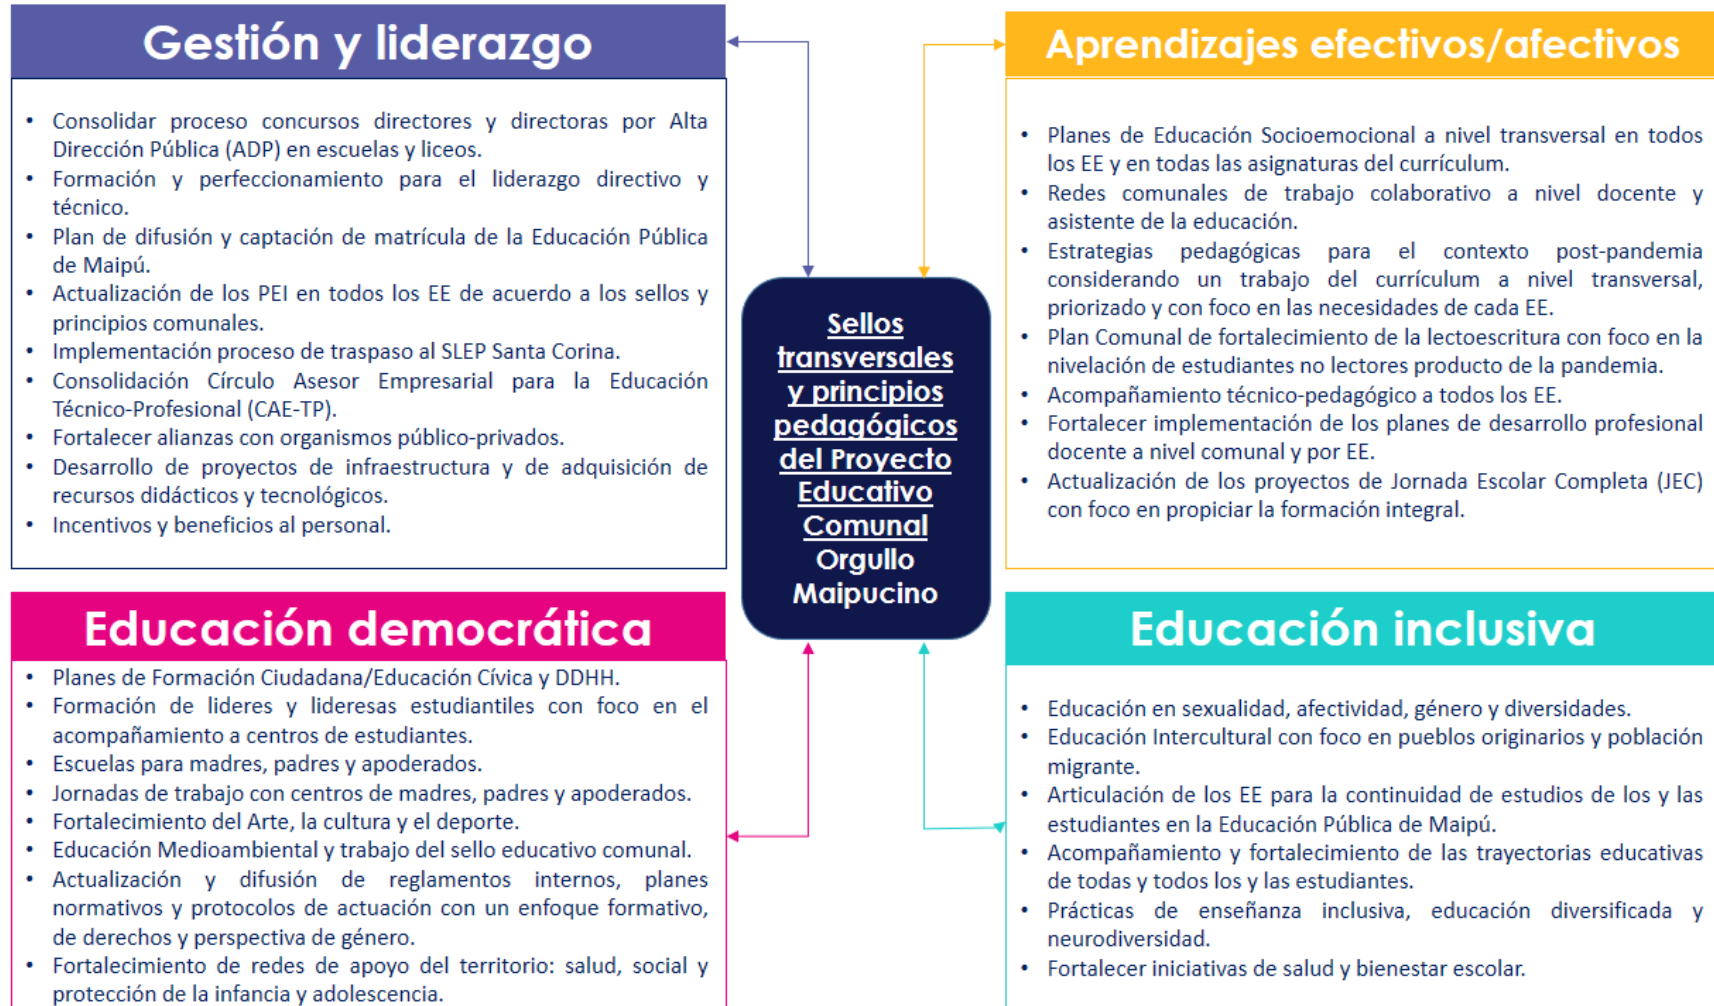 Gestión y liderazgo
• Consolidar proceso concursos directores y directoras por Alta
Dirección Pública (ADP) en escuelas y liceos.
• Formación y perfeccionamiento para el liderazgo directivo y
técnico.
• Plan de difusión y captación de matrícula de la Educación Pública
de Maipú.
• Actualización de los PEI en todos los EE de acuerdo a los sellos y
principios comunales.
• Implementación proceso de traspaso al SLEP Santa Corina.
• Consolidación Círculo Asesor Empresarial para la Educación
Técnico-Profesional (CAE-TP).
• Fortalecer alianzas con organismos público-privados.
• Desarrollo de proyectos de infraestructura y de adquisición de
recursos didácticos y tecnológicos.
• Incentivos y beneficios al personal.
Aprendizajes efectivos/afectivos
• Planes de Educación Socioemocional a nivel transversal en todos
los EE y en todas las asignaturas del currículum.
• Redes comunales de trabajo colaborativo a nivel docente y
asistente de la educación.
• Estrategias pedagógicas para el contexto post-pandemia
considerando un trabajo del currículum a nivel transversal,
priorizado y con foco en las necesidades de cada EE.
• Plan Comunal de fortalecimiento de la lectoescritura con foco en la
nivelación de estudiantes no lectores producto de la pandemia.
• Acompañamiento técnico-pedagógico a todos los EE.
• Fortalecer implementación de los planes de desarrollo profesional
docente a nivel comunal y por EE.
• Actualización de los proyectos de Jornada Escolar Completa (JEC)
con foco en propiciar la formación integral.
Sellos
transversales
y principios
pedagógicos
del Proyecto
Educativo
Comunal
Orgullo
Maipucino
Educación democrática
• Planes de Formación Ciudadana/Educación Cívica y DDHH.
• Formación de lideres y lideresas estudiantiles con foco en el
acompañamiento a centros de estudiantes.
• Escuelas para madres, padres y apoderados.
• Jornadas de trabajo con centros de madres, padres y apoderados.
• Fortalecimiento del Arte, la cultura y el deporte.
• Educación Medioambiental y trabajo del sello educativo comunal.
• Actualización y difusión de reglamentos internos, planes
normativos y protocolos de actuación con un enfoque formativo,
de derechos y perspectiva de género.
• Fortalecimiento de redes de apoyo del territorio: salud, social y
protección de la infancia y adolescencia.
Educación inclusiva
• Educación en sexualidad, afectividad, género y diversidades.
• Educación Intercultural con foco en pueblos originarios y población
migrante.
• Articulación de los EE para la continuidad de estudios de los y las
estudiantes en la Educación Pública de Maipú.
• Acompañamiento y fortalecimiento de las trayectorias educativas
de todas y todos los y las estudiantes.
• Prácticas de enseñanza inclusiva, educación diversificada y
neurodiversidad.
• Fortalecer iniciativas de salud y bienestar escolar.